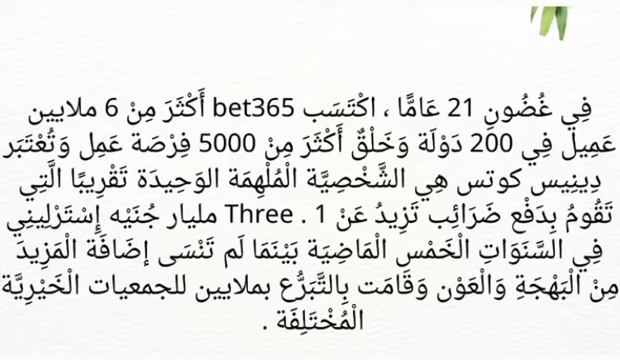 فِي غُضُونِ 21 عَامًّا ، اكْتَسَب bet365 أَكْثَرَ مِنْ 6 ملايين
عَمِيل فِي 200 دَوْلَة وَخَلْقٌ أَكْثَرَ مِنْ 5000 فِرْصَة عَمِل وَتُعْتَبَر
دِينِيس كوتس هِي الشَّخْصِيَّة الْمُلْهِمَة الوَحِيدَة تَقْرِيبًا الَّتِي
تَقُومُ بِدَفْع ضَرَائِب تَزِيدُ عَنْ 1 . Three مليار جُنَيْه إِسْتَرْلِينِي
فِي السَّنَوَاتِ الْخَمْس الْمَاضِيَة بَيْنَمَا لَم تَنْسَى إضَافَة الْمَزِيدَ
مِنْ الْبَهْجَةِ وَالْعَوْن وَقَامَت بِالتَّبَرُّع بملايين للجمعيات الْخَيْرِيَّة
الْمُخْتَلِفَة .